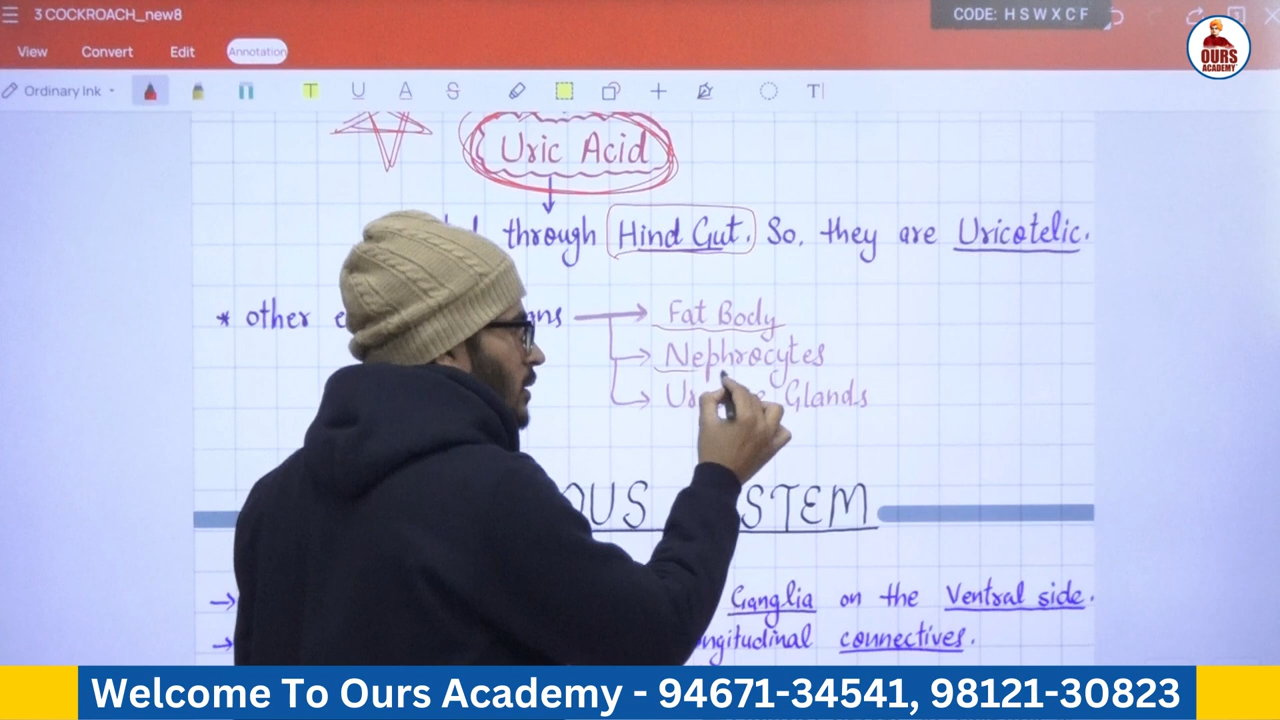 3 COCKROACH_new8
CODE: H S W X C F
OURS
ACADEMY
View Convert Edit Annotation
Ordinary Ink T U A S T
Uric Acid
through Hind Gut. So, they are Uricotelic.
* other
Fat Body
Nephrocytes
Glands
OUS SYSTEM
→ Ganglia on the Ventral side.
→ connectives.
Welcome To Ours Academy - 94671-34541, 98121-30823